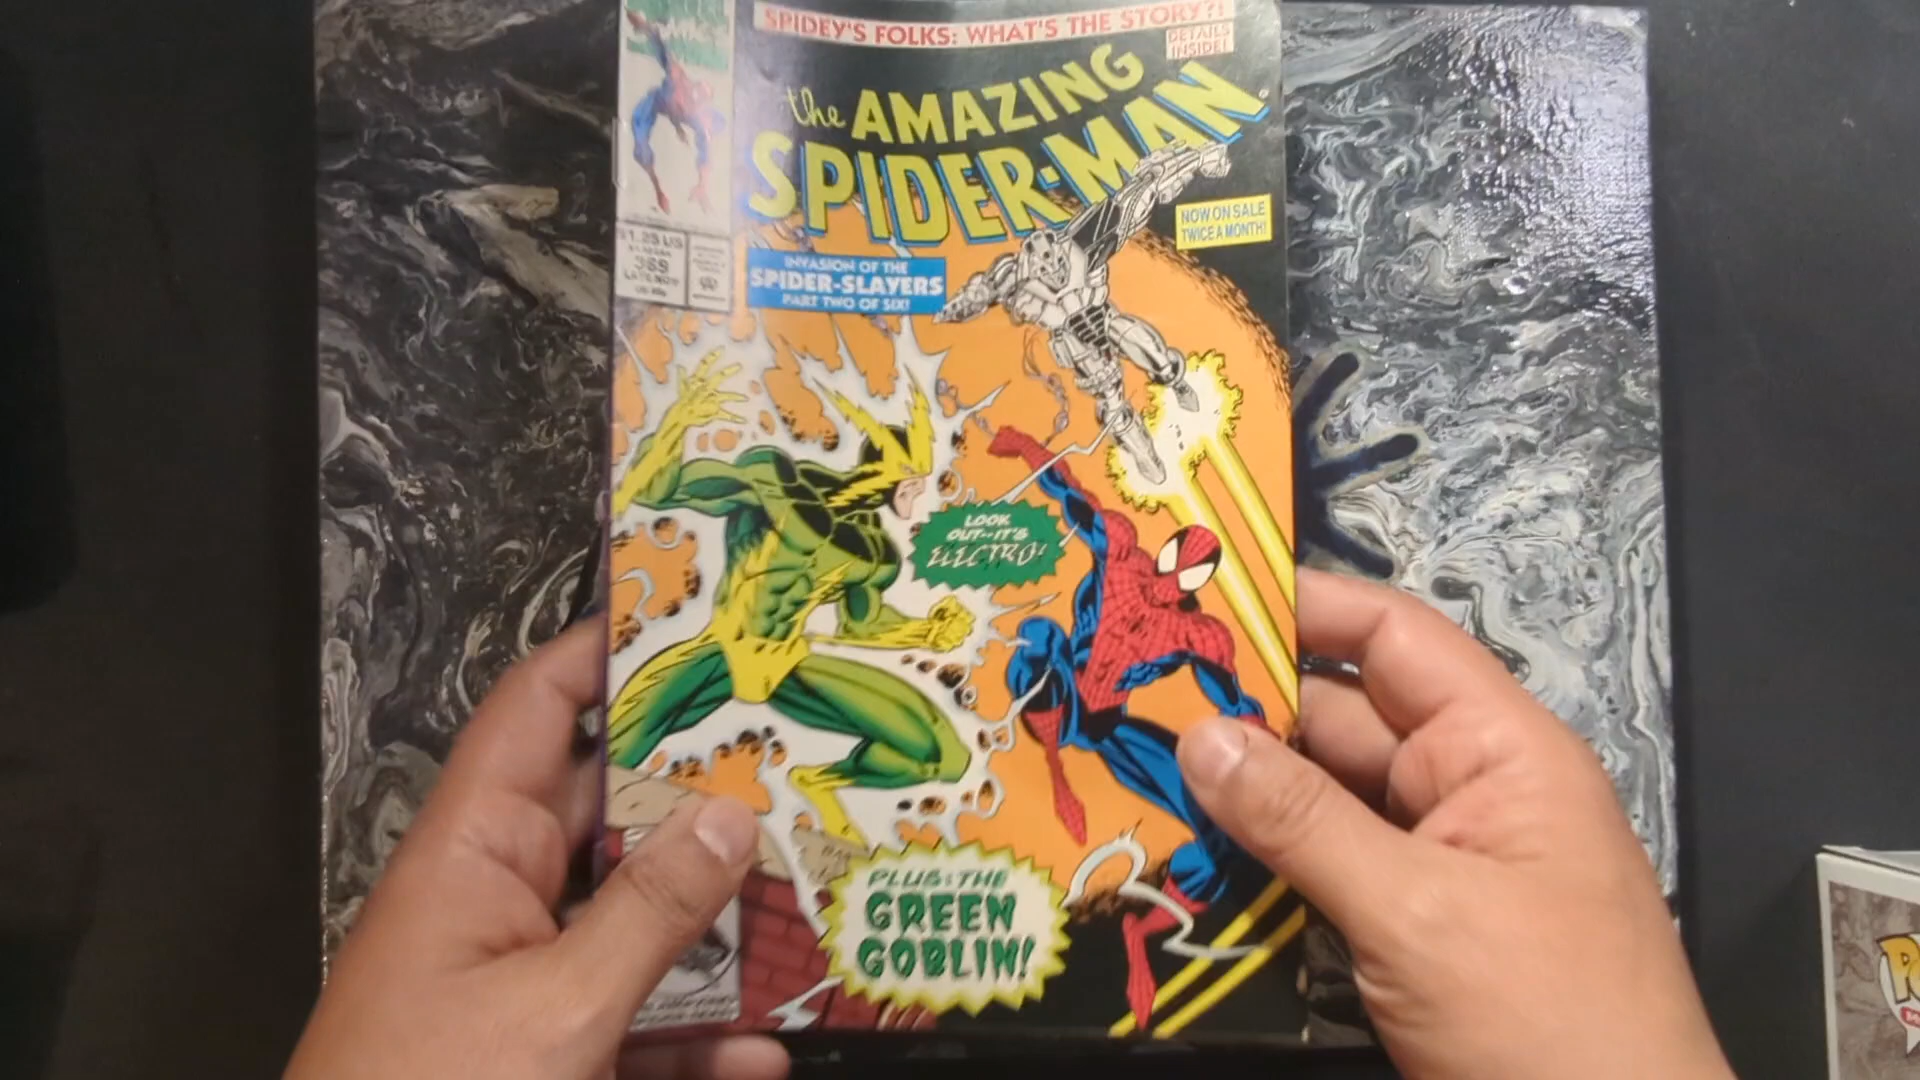 SPIDEY'S FOLKS: WHAT'S THE STORY?!
DETAILS
INSIDE!
the AMAZING
SPIDER-MAN
NOW ON SALE
TWICE A MONTH!
$1.25 US
369
INVASION OF THE
SPIDER-SLAYERS
PART TWO OF SIX!
LOOK
OUT--IT'S
ELECTRO!
PLUS: THE
GREEN
GOBLIN!